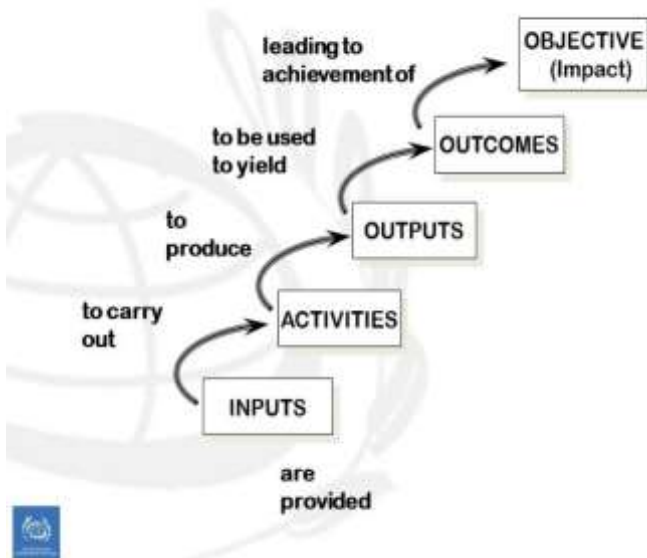 leading to
achievement of
OBJECTIVE
(Impact)
to be used
to yield
OUTCOMES
to
produce
OUTPUTS
to carry
out
ACTIVITIES
INPUTS
are
provided